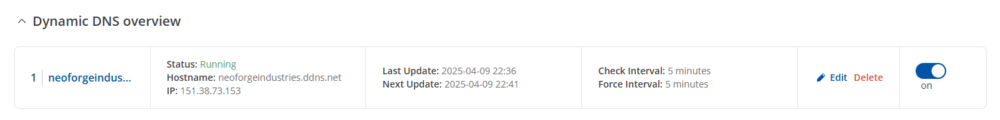 Dynamic DNS overview
1 neoforgeindus...
Status: Running
Hostname: neoforgeindustries.ddns.net
IP: 151.38.73.153
Last Update: 2025-04-09 22:36
Next Update: 2025-04-09 22:41
Check Interval: 5 minutes
Force Interval: 5 minutes
Edit Delete
on